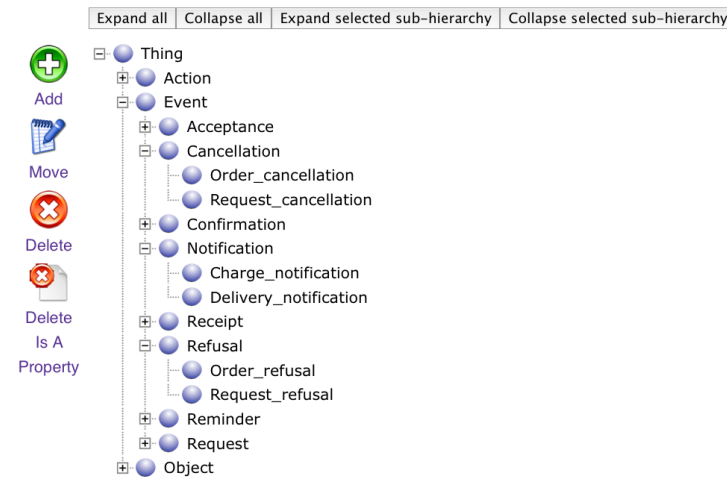 Expand all Collapse all Expand selected sub-hierarchy Collapse selected sub-hierarchy
Add
Move
Delete
Delete
Is A
Property
Thing
Action
Event
Acceptance
Cancellation
Order_cancellation
Request_cancellation
Confirmation
Notification
Charge_notification
Delivery_notification
Receipt
Refusal
Order_refusal
Request_refusal
Reminder
Request
Object